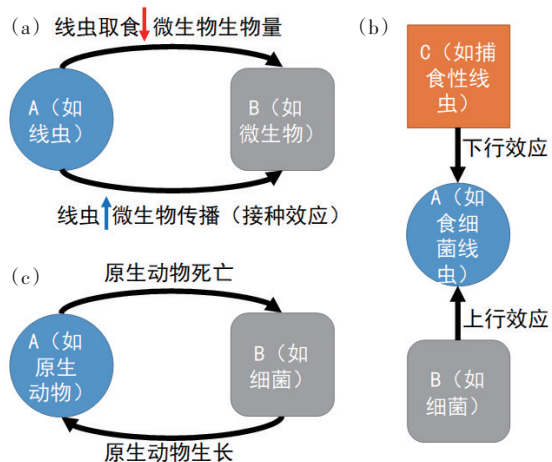 (a)
线虫取食 微生物生物量
A（如
线虫）
B（如
微生物）
线虫 微生物传播（接种效应）
(b)
C（如捕
食性线
虫）
下行效应
A（如
食细
菌线
虫）
上行效应
B（如
细菌）
(c)
原生动物死亡
A（如
原生
动物）
B（如
细菌）
原生动物生长